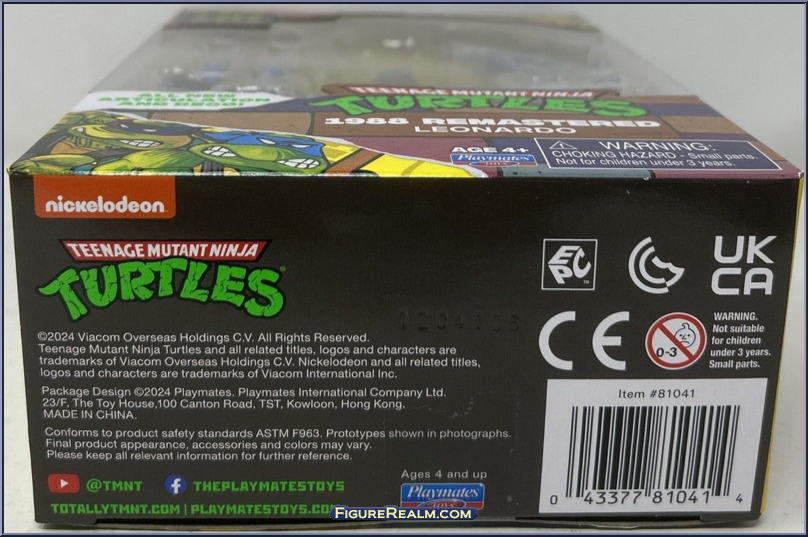 ALL NEW
ARTICULATION
AND DECO!
TEENAGE MUTANT NINJA
TURTLES
1988 REMASTERED
LEONARDO
AGE 4+
Playmates
toys
WARNING:
CHOKING HAZARD - Small parts.
Not for children under 3 years.
nickelodeon
TEENAGE MUTANT NINJA
TURTLES
EPC
UK
CA
CE
0-3
WARNING.
Not suitable
for children
under 3 years.
Small parts.
©2024 Viacom Overseas Holdings C.V. All Rights Reserved.
Teenage Mutant Ninja Turtles and all related titles, logos and characters are
trademarks of Viacom Overseas Holdings C.V. Nickelodeon and all related titles,
logos and characters are trademarks of Viacom International Inc.
Package Design ©2024 Playmates. Playmates International Company Ltd.
23/F, The Toy House,100 Canton Road, TST, Kowloon, Hong Kong.
MADE IN CHINA.
Conforms to product safety standards ASTM F963. Prototypes shown in photographs.
Final product appearance, accessories and colors may vary.
Please keep all relevant information for further reference.
@TMNT
THEPLAYMATESTOYS
TOTALLYTMNT.COM | PLAYMATESTOYS.CO
Ages 4 and up
Playmates
toys
Item #81041
0 43377 81041 4
FIGUREREALM.COM